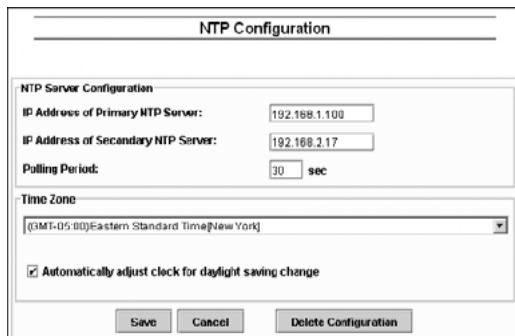 NTP Configuration
NTP Server Configuration
IP Address of Primary NTP Server: 192.168.1.100
IP Address of Secondary NTP Server: 192.168.2.17
Polling Period: 30 sec
Time Zone
(GMT-05:00)Eastern Standard Time[New York]
Automatically adjust clock for daylight saving change
Save Cancel Delete Configuration